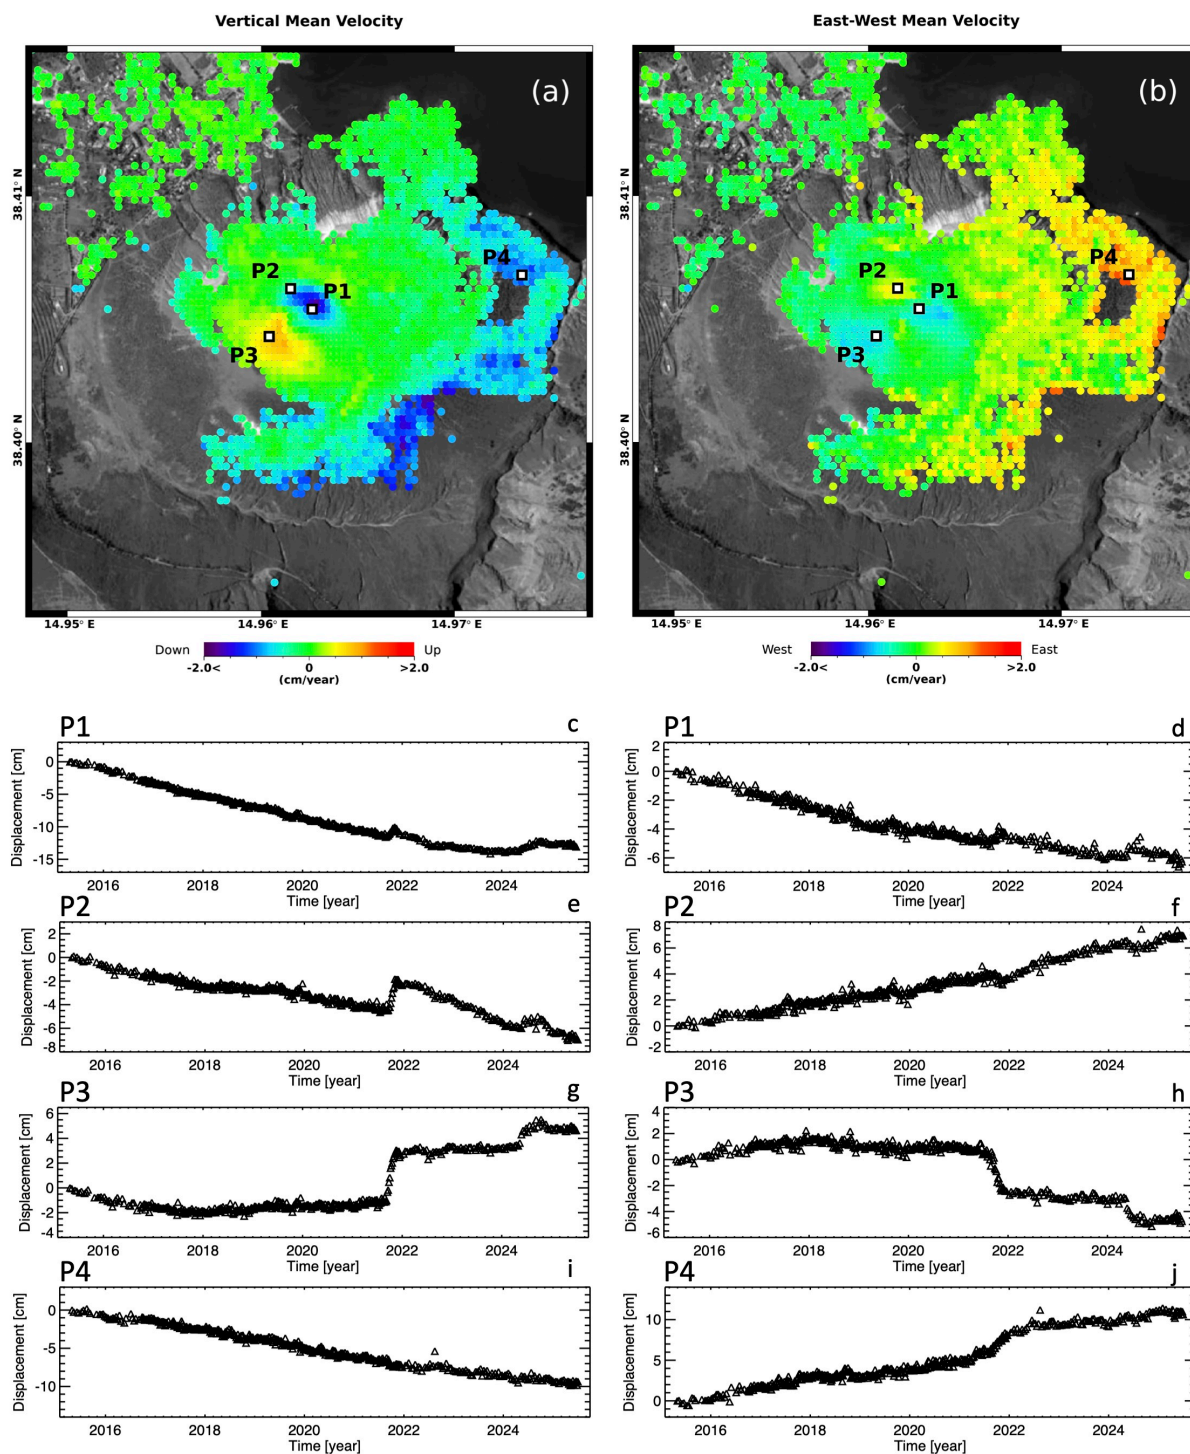 Vertical Mean Velocity
East-West Mean Velocity
(a)
(b)
38.41° N
38.41° N
P2
P4
P1
P3
P2
P4
P1
P3
38.40° N
38.40° N
14.95° E
14.96° E
14.97° E
14.95° E
14.96° E
14.97° E
Down
Up
-2.0<
0
>2.0
(cm/year)
West
East
-2.0<
0
>2.0
(cm/year)
P1
c
0
-5
-10
-15
Displacement [cm]
2016 2018 2020 2022 2024
Time [year]
P1
d
2
0
-2
-4
-6
Displacement [cm]
2016 2018 2020 2022 2024
Time [year]
P2
e
2
0
-2
-4
-6
-8
Displacement [cm]
2016 2018 2020 2022 2024
Time [year]
P2
f
8
6
4
2
0
-2
Displacement [cm]
2016 2018 2020 2022 2024
Time [year]
P3
g
6
4
2
0
-2
-4
Displacement [cm]
2016 2018 2020 2022 2024
Time [year]
P3
h
4
2
0
-2
-4
-6
Displacement [cm]
2016 2018 2020 2022 2024
Time [year]
P4
i
0
-5
-10
Displacement [cm]
2016 2018 2020 2022 2024
Time [year]
P4
j
10
5
0
Displacement [cm]
2016 2018 2020 2022 2024
Time [year]